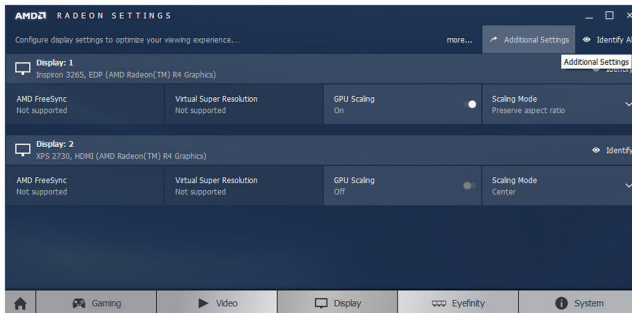 AMD RADEON SETTINGS
Configure display settings to optimize your viewing experience....
more...
Additional Settings
Identify Al
Additional Settings
Display: 1
Inspiron 3265, EDP (AMD Radeon(TM) R4 Graphics)
Identify
AMD FreeSync
Not supported
Virtual Super Resolution
Not supported
GPU Scaling
On
Scaling Mode
Preserve aspect ratio
Display: 2
XPS 2730, HDMI (AMD Radeon(TM) R4 Graphics)
Identify
AMD FreeSync
Not supported
Virtual Super Resolution
Not supported
GPU Scaling
Off
Scaling Mode
Center
Gaming
Video
Display
Eyefinity
System